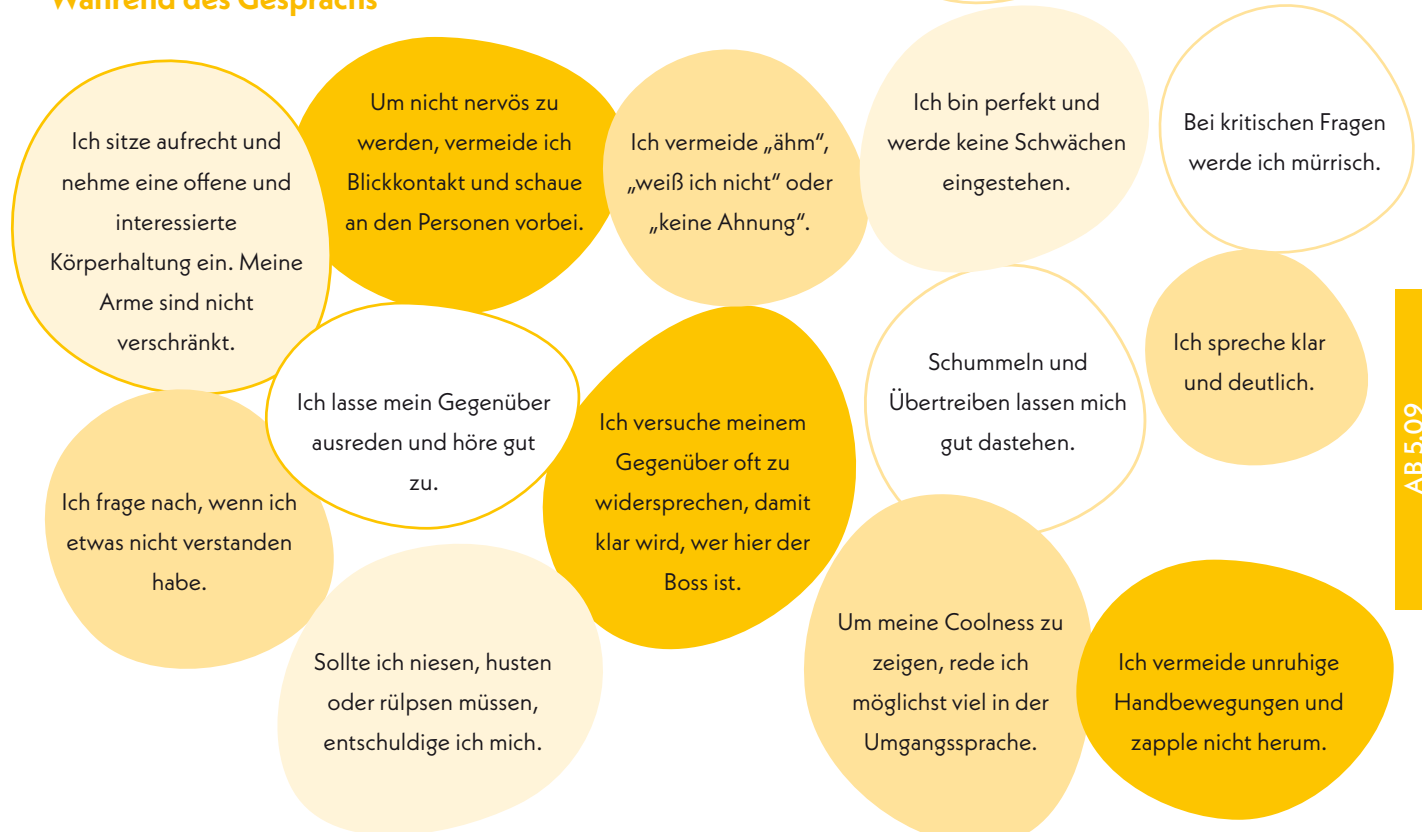 Während des Gesprächs
Ich sitze aufrecht und
nehme eine offene und
interessierte
Körperhaltung ein. Meine
Arme sind nicht
verschränkt.
Um nicht nervös zu
werden, vermeide ich
Blickkontakt und schaue
an den Personen vorbei.
Ich vermeide „ähm“,
„weiß ich nicht“ oder
„keine Ahnung“.
Ich bin perfekt und
werde keine Schwächen
eingestehen.
Bei kritischen Fragen
werde ich mürrisch.
Ich lasse mein Gegenüber
ausreden und höre gut
zu.
Ich versuche meinem
Gegenüber oft zu
widersprechen, damit
klar wird, wer hier der
Boss ist.
Schummeln und
Übertreiben lassen mich
gut dastehen.
Ich spreche klar
und deutlich.
Ich frage nach, wenn ich
etwas nicht verstanden
habe.
Sollte ich niesen, husten
oder rülpsen müssen,
entschuldige ich mich.
Um meine Coolness zu
zeigen, rede ich
möglichst viel in der
Umgangssprache.
Ich vermeide unruhige
Handbewegungen und
zapple nicht herum.
AB 5.09